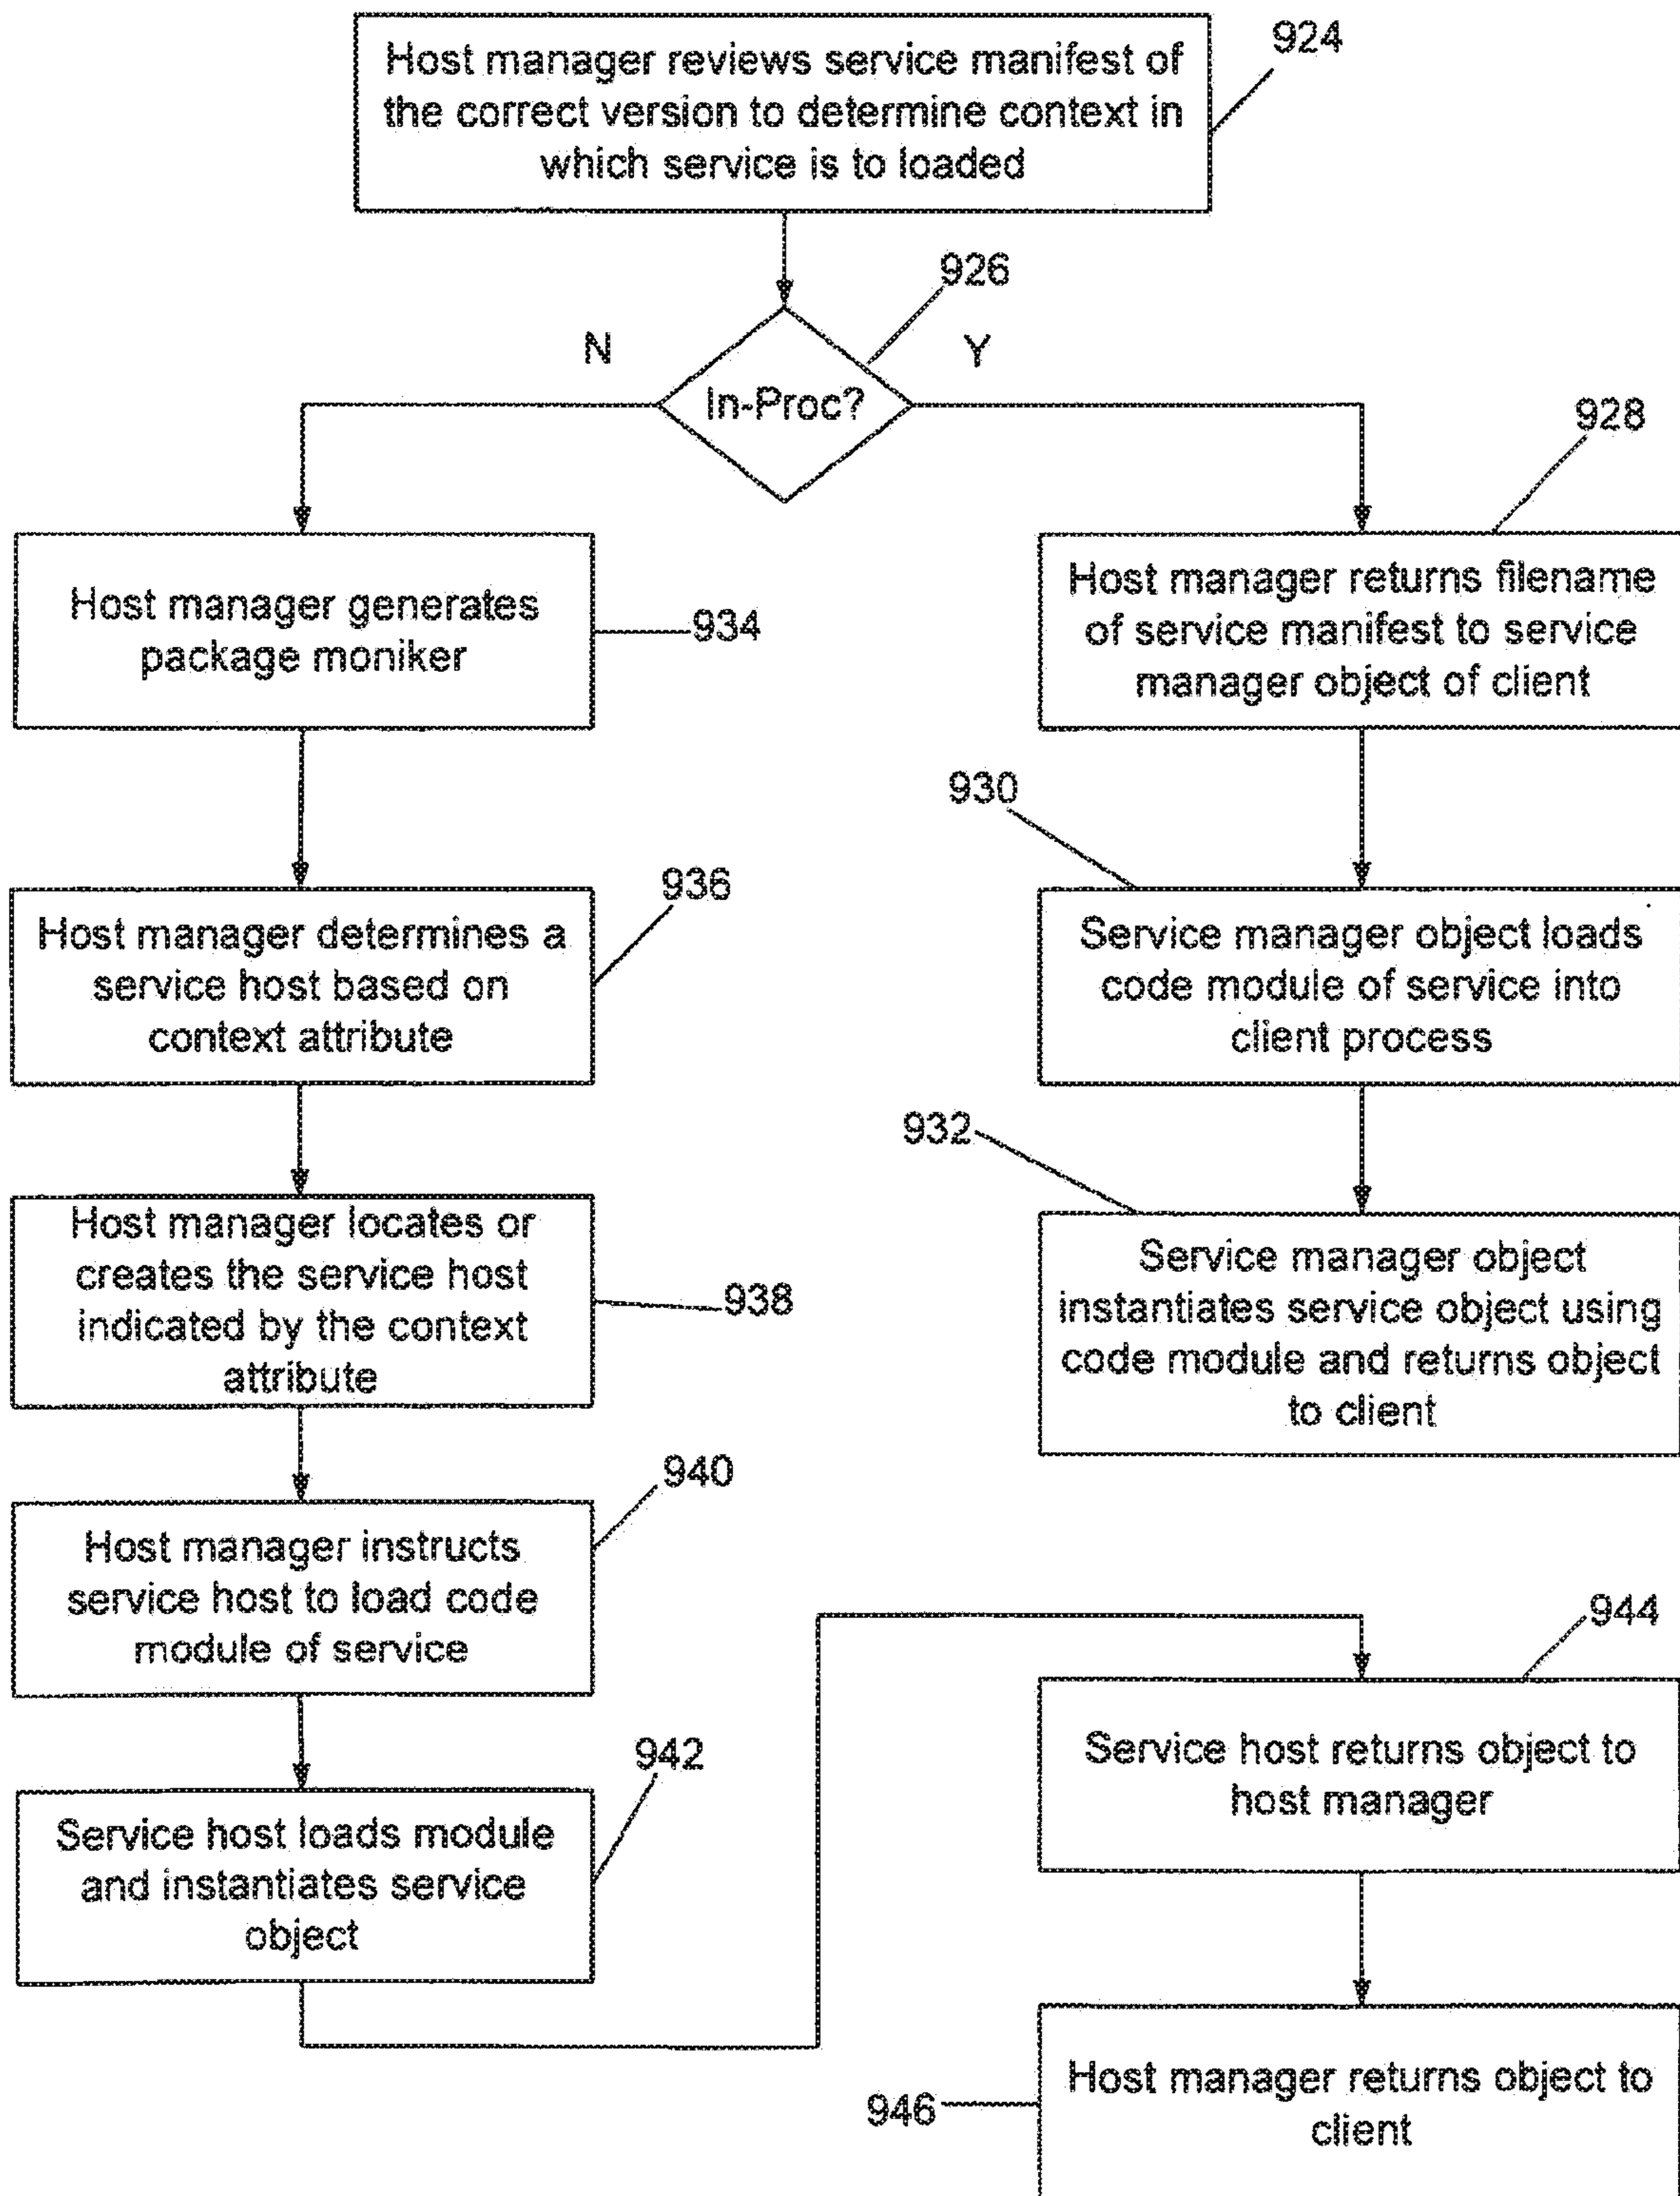 924
Host manager reviews service manifest of
the correct version to determine context in
which service is to loaded
926
N
Y
In-Proc?
928
Host manager generates
package moniker
934
Host manager returns filename
of service manifest to service
manager object of client
930
936
Host manager determines a
service host based on
context attribute
Service manager object loads
code module of service into
client process
932
Host manager locates or
creates the service host
indicated by the context
attribute
938
Service manager object
instantiates service object using
code module and returns object
to client
940
Host manager instructs
service host to load code
module of service
944
942
Service host loads module
and instantiates service
object
Service host returns object to
host manager
946
Host manager returns object to
client